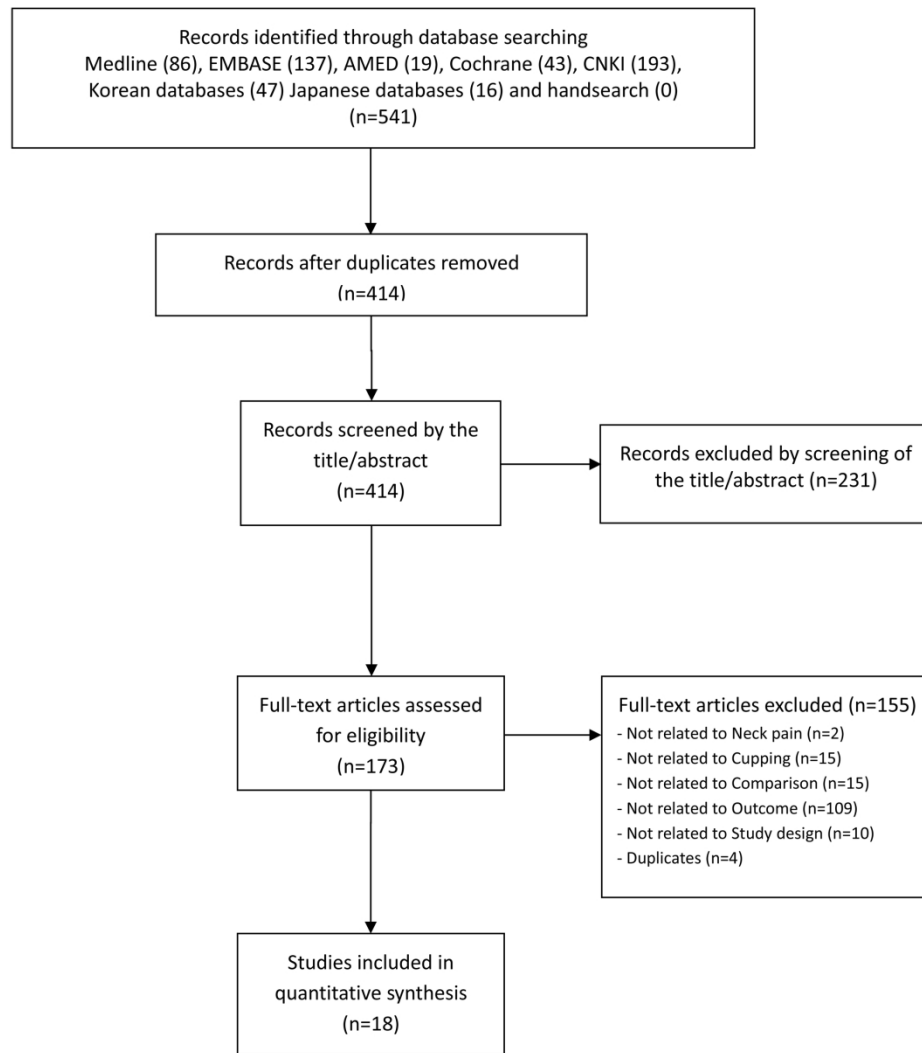 Records identified through database searching
Medline (86), EMBASE (137), AMED (19), Cochrane (43), CNKI (193),
Korean databases (47) Japanese databases (16) and handsearch (0)
(n=541)
Records after duplicates removed
(n=414)
Records screened by the
title/abstract
(n=414)
Records excluded by screening of
the title/abstract (n=231)
Full-text articles assessed
for eligibility
(n=173)
Full-text articles excluded (n=155)
- Not related to Neck pain (n=2)
- Not related to Cupping (n=15)
- Not related to Comparison (n=15)
- Not related to Outcome (n=109)
- Not related to Study design (n=10)
- Duplicates (n=4)
Studies included in
quantitative synthesis
(n=18)